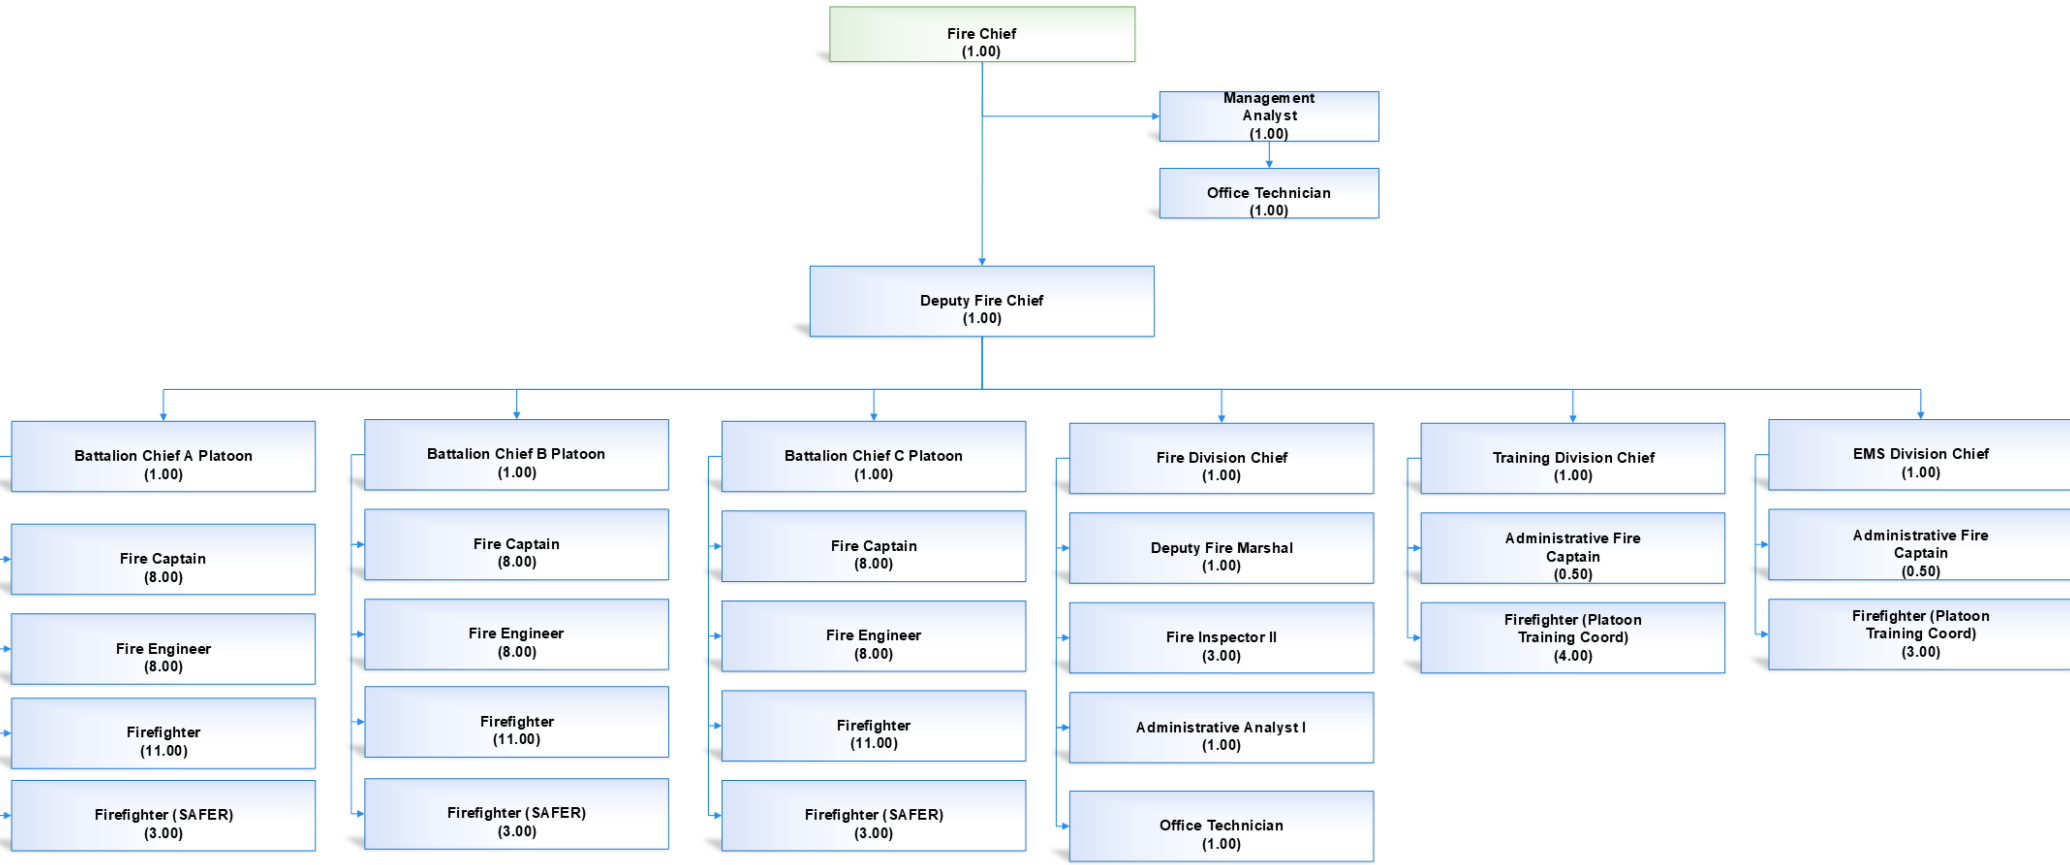 Fire Chief
(1.00)
Management
Analyst
(1.00)
Office Technician
(1.00)
Deputy Fire Chief
(1.00)
Battalion Chief A Platoon
(1.00)
Fire Captain
(8.00)
Fire Engineer
(8.00)
Firefighter
(11.00)
Firefighter (SAFER)
(3.00)
Battalion Chief B Platoon
(1.00)
Fire Captain
(8.00)
Fire Engineer
(8.00)
Firefighter
(11.00)
Firefighter (SAFER)
(3.00)
Battalion Chief C Platoon
(1.00)
Fire Captain
(8.00)
Fire Engineer
(8.00)
Firefighter
(11.00)
Firefighter (SAFER)
(3.00)
Fire Division Chief
(1.00)
Deputy Fire Marshal
(1.00)
Fire Inspector II
(3.00)
Administrative Analyst I
(1.00)
Office Technician
(1.00)
Training Division Chief
(1.00)
Administrative Fire
Captain
(0.50)
Firefighter (Platoon
Training Coord)
(4.00)
EMS Division Chief
(1.00)
Administrative Fire
Captain
(0.50)
Firefighter (Platoon
Training Coord)
(3.00)